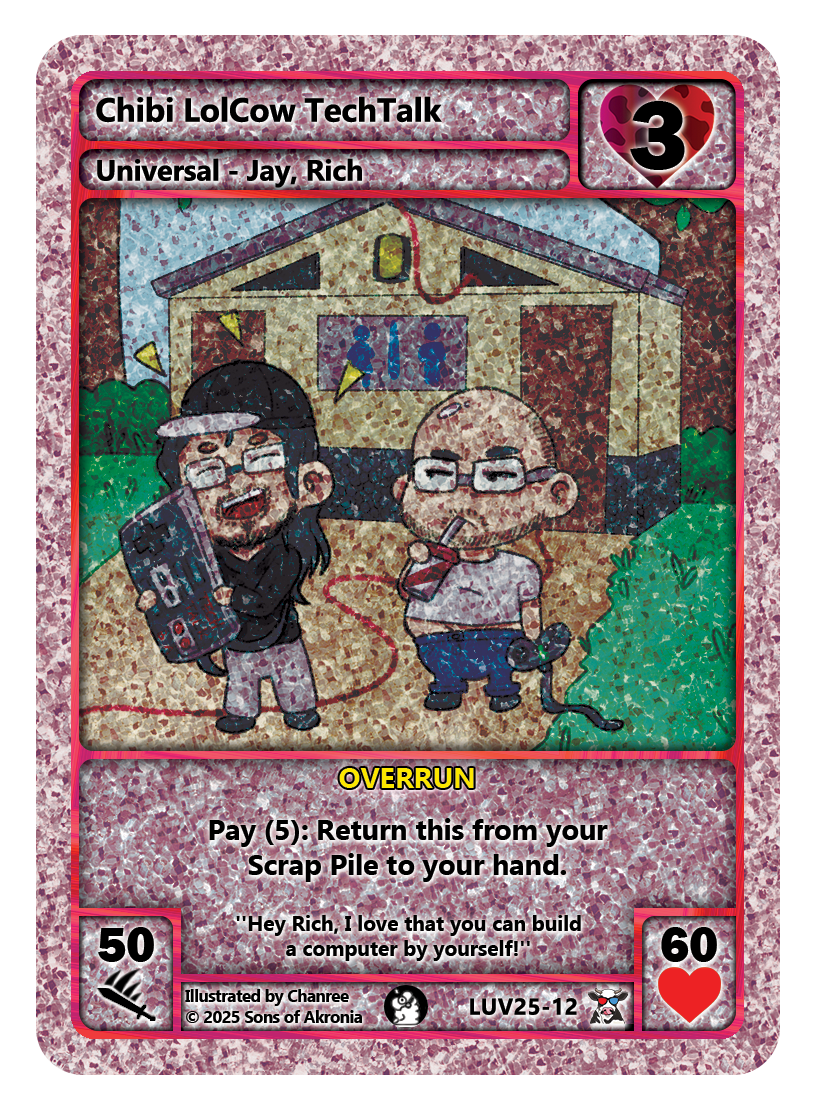 Chibi LolCow TechTalk
3
Universal - Jay, Rich
OVERRUN
Pay (5): Return this from your
Scrap Pile to your hand.
''Hey Rich, I love that you can build
a computer by yourself!''
50
60
Illustrated by Chanree
© 2025 Sons of Akronia
LUV25-12